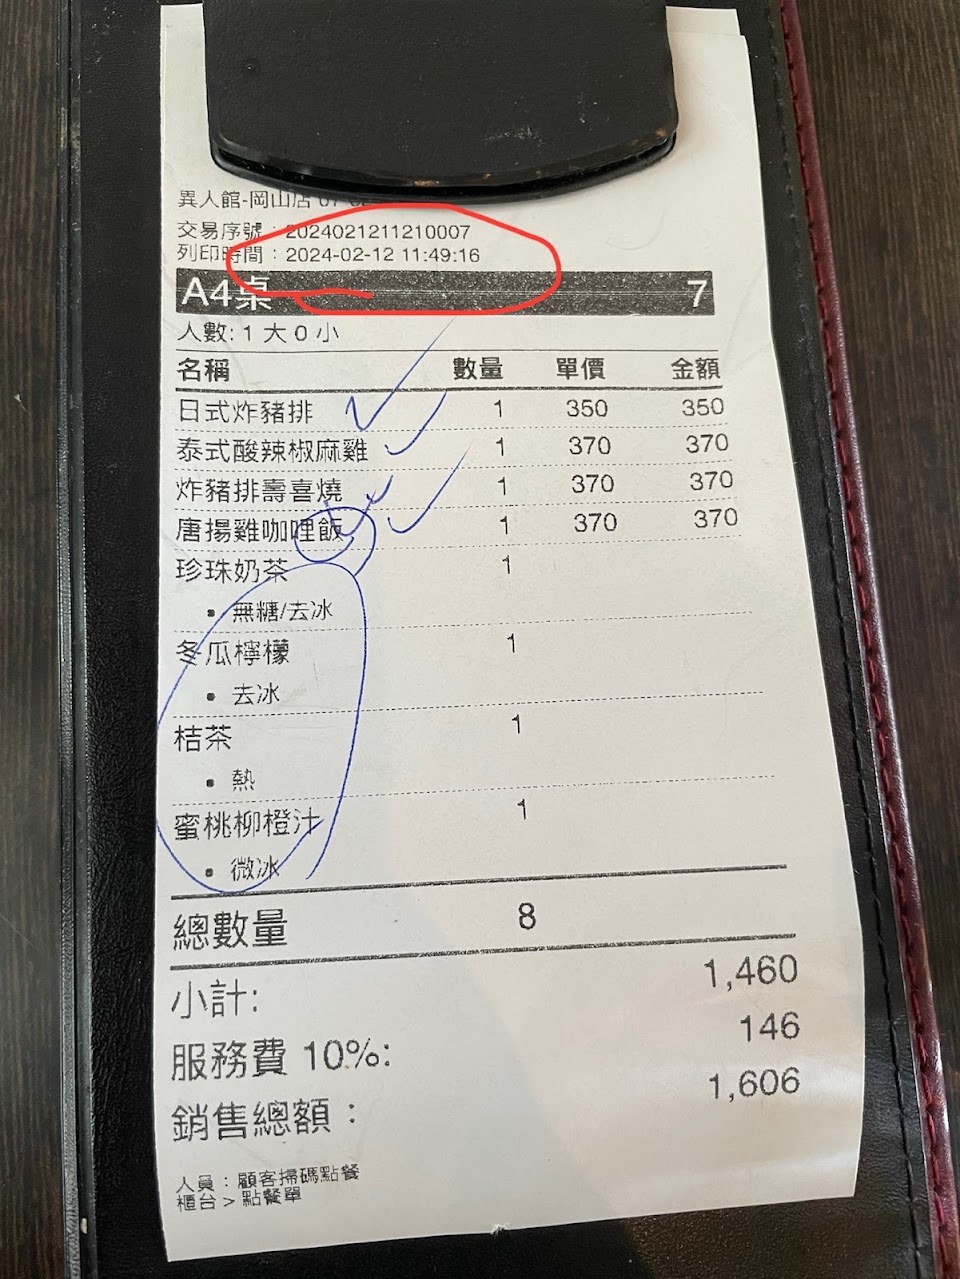 異人館-岡山店
交易序號：2024021211210007
列印時間：2024-02-12 11:49:16
A4桌 7
人數: 1 大 0 小
名稱 數量 單價 金額
日式炸豬排 1 350 350
泰式酸辣椒麻雞 1 370 370
炸豬排壽喜燒 1 370 370
唐揚雞咖哩飯 1 370 370
珍珠奶茶 1
• 無糖/去冰
冬瓜檸檬 1
• 去冰
桔茶 1
• 熱
蜜桃柳橙汁 1
• 微冰
總數量 8
小計: 1,460
服務費 10%: 146
銷售總額： 1,606
人員：顧客掃碼點餐
櫃台 > 點餐單